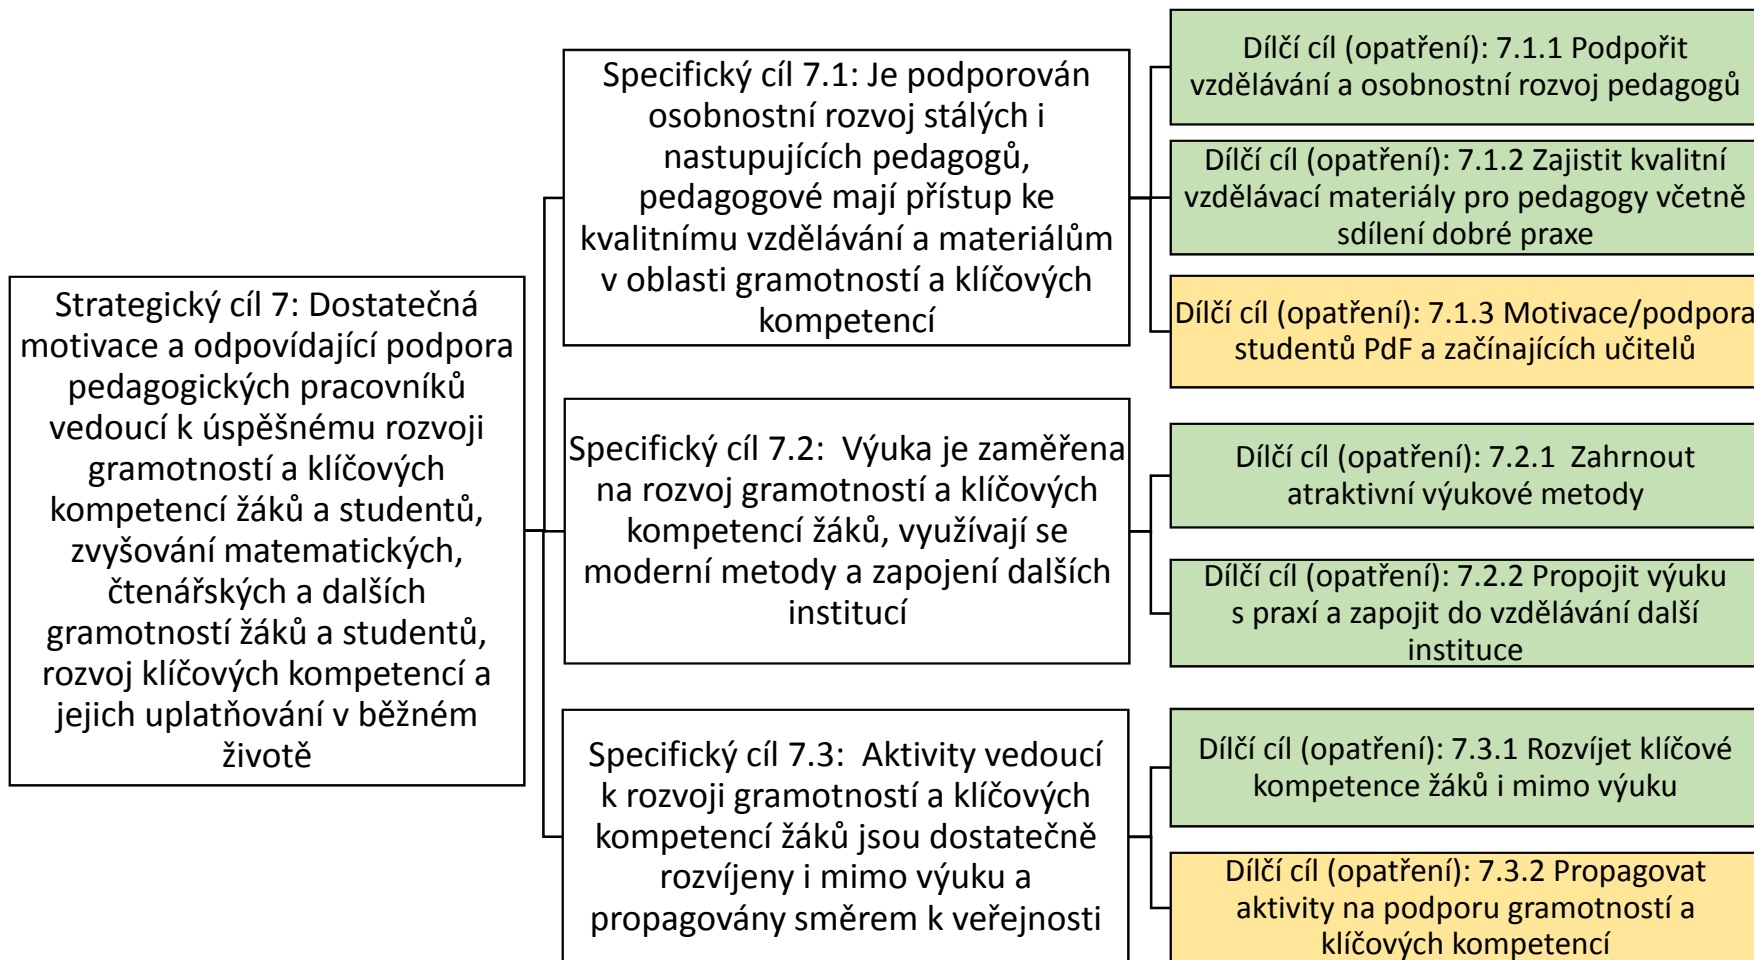 Strategický cíl 7: Dostatečná
motivace a odpovídající podpora
pedagogických pracovníků
vedoucí k úspěšnému rozvoji
gramotností a klíčových
kompetencí žáků a studentů,
zvyšování matematických,
čtenářských a dalších
gramotností žáků a studentů,
rozvoj klíčových kompetencí a
jejich uplatňování v běžném
životě
Specifický cíl 7.1: Je podporován
osobnostní rozvoj stálých i
nastupujících pedagogů,
pedagogové mají přístup ke
kvalitnímu vzdělávání a materiálům
v oblasti gramotností a klíčových
kompetencí
Dílčí cíl (opatření): 7.1.1 Podpořit
vzdělávání a osobnostní rozvoj pedagogů
Dílčí cíl (opatření): 7.1.2 Zajistit kvalitní
vzdělávací materiály pro pedagogy včetně
sdílení dobré praxe
Dílčí cíl (opatření): 7.1.3 Motivace/podpora
studentů PdF a začínajících učitelů
Specifický cíl 7.2:  Výuka je zaměřena
na rozvoj gramotností a klíčových
kompetencí žáků, využívají se
moderní metody a zapojení dalších
institucí
Dílčí cíl (opatření): 7.2.1  Zahrnout
atraktivní výukové metody
Dílčí cíl (opatření): 7.2.2 Propojit výuku
s praxí a zapojit do vzdělávání další
instituce
Specifický cíl 7.3:  Aktivity vedoucí
k rozvoji gramotností a klíčových
kompetencí žáků jsou dostatečně
rozvíjeny i mimo výuku a
propagovány směrem k veřejnosti
Dílčí cíl (opatření): 7.3.1 Rozvíjet klíčové
kompetence žáků i mimo výuku
Dílčí cíl (opatření): 7.3.2 Propagovat
aktivity na podporu gramotností a
klíčových kompetencí